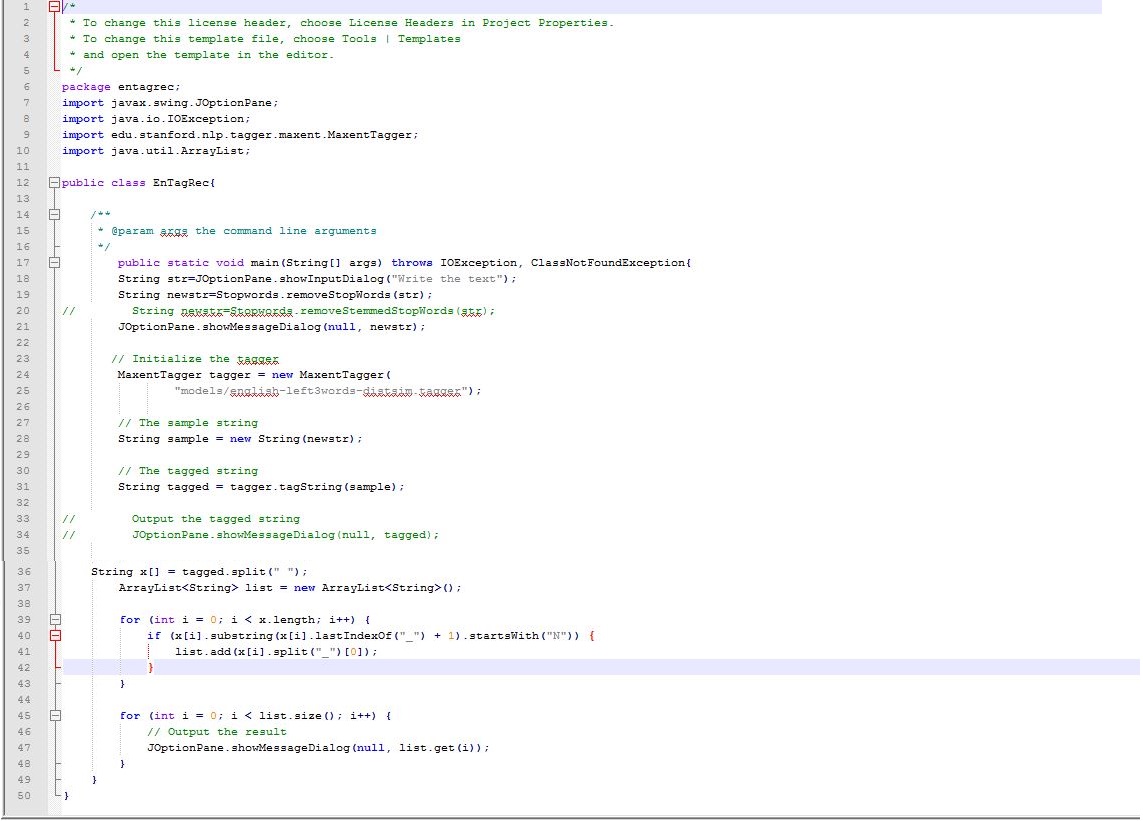 1 /*
2 * To change this license header, choose License Headers in Project Properties.
3 * To change this template file, choose Tools | Templates
4 * and open the template in the editor.
5 */
6 package entagrec;
7 import javax.swing.JOptionPane;
8 import java.io.IOException;
9 import edu.stanford.nlp.tagger.maxent.MaxentTagger;
10 import java.util.ArrayList;
11
12 public class EnTagRec{
13
14 /**
15 * @param args the command line arguments
16 */
17 public static void main(String[] args) throws IOException, ClassNotFoundException{
18 String str=JOptionPane.showInputDialog("Write the text");
19 String newstr=Stopwords.removeStopWords(str);
20 // String newstr=Stopwords.removeStemmedStopWords(str);
21 JOptionPane.showMessageDialog(null, newstr);
22
23 // Initialize the tagger
24 MaxentTagger tagger = new MaxentTagger(
25 "models/english-left3words-distsim.tagger");
26
27 // The sample string
28 String sample = new String(newstr);
29
30 // The tagged string
31 String tagged = tagger.tagString(sample);
32
33 // Output the tagged string
34 // JOptionPane.showMessageDialog(null, tagged);
35
36 String x[] = tagged.split(" ");
37 ArrayList<String> list = new ArrayList<String>();
38
39 for (int i = 0; i < x.length; i++) {
40 if (x[i].substring(x[i].lastIndexOf("_") + 1).startsWith("N")) {
41 list.add(x[i].split("_")[0]);
42 }
43 }
44
45 for (int i = 0; i < list.size(); i++) {
46 // Output the result
47 JOptionPane.showMessageDialog(null, list.get(i));
48 }
49 }
50 }